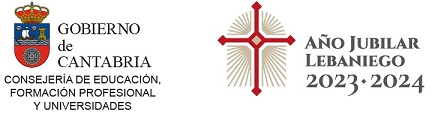 GOBIERNO
de
CANTABRIA
CONSEJERÍA DE EDUCACIÓN,
FORMACIÓN PROFESIONAL
Y UNIVERSIDADES
AÑO JUBILAR
LEBANIEGO
2023·2024